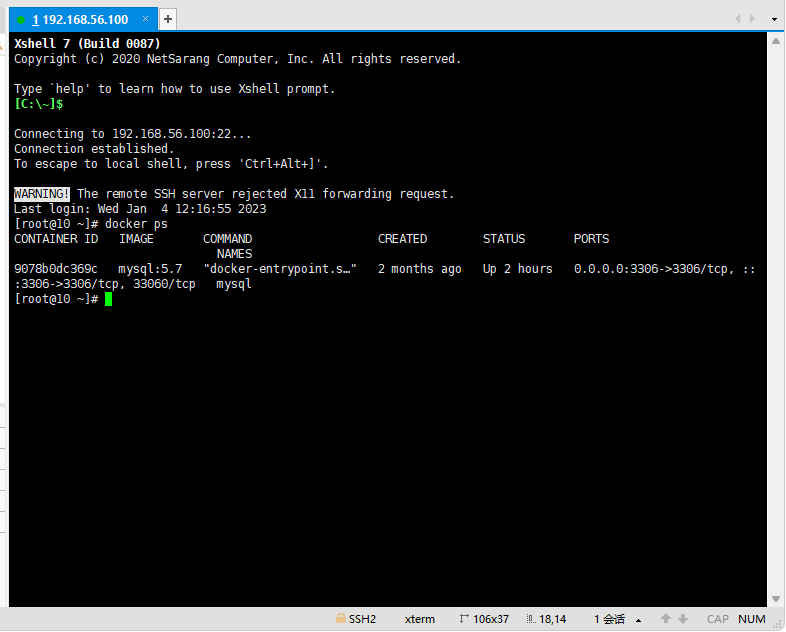 1 192.168.56.100 × +
Xshell 7 (Build 0087)
Copyright (c) 2020 NetSarang Computer, Inc. All rights reserved.
Type `help' to learn how to use Xshell prompt.
[C:\~]$
Connecting to 192.168.56.100:22...
Connection established.
To escape to local shell, press 'Ctrl+Alt+]'.
WARNING! The remote SSH server rejected X11 forwarding request.
Last login: Wed Jan  4 12:16:55 2023
[root@10 ~]# docker ps
CONTAINER ID   IMAGE       COMMAND                  CREATED        STATUS       PORTS
NAMES
9078b0dc369c   mysql:5.7   "docker-entrypoint.s…"   2 months ago   Up 2 hours   0.0.0.0:3306->3306/tcp, ::
:3306->3306/tcp, 33060/tcp   mysql
[root@10 ~]#
SSH2 xterm 106x37 18,14 1 会话 CAP NUM